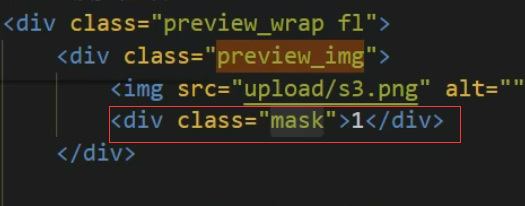 <div class="preview_wrap fl">
<div class="preview_img">
<img src="upload/s3.png" alt=""
<div class="mask">1</div>
</div>